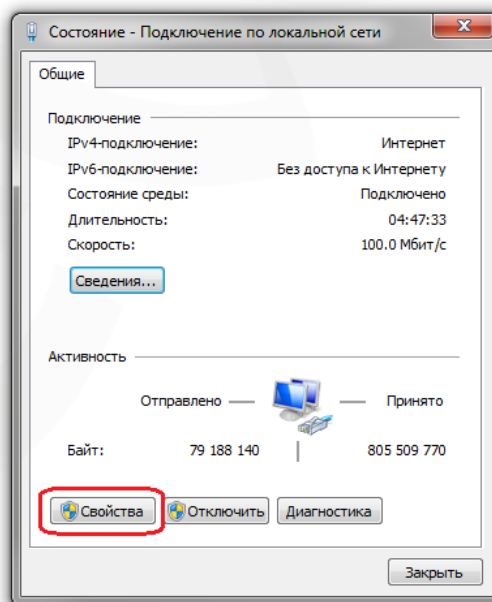 Состояние - Подключение по локальной сети
Общие
Подключение
IPv4-подключение: Интернет
IPv6-подключение: Без доступа к Интернету
Состояние среды: Подключено
Длительность: 04:47:33
Скорость: 100.0 Мбит/с
Сведения...
Активность
Отправлено Принято
Байт: 79 188 140 805 509 770
Свойства Отключить Диагностика
Закрыть